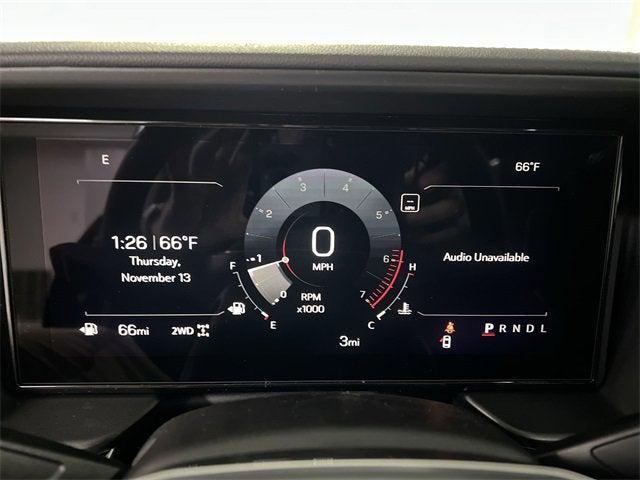 E
66°F
3 4
2 5
-- MPH
1:26 | 66°F
Thursday,
November 13
0
MPH
1 6
F H
Audio Unavailable
0 7
RPM
x1000
E C
66mi 2WD
3mi
P R N D L